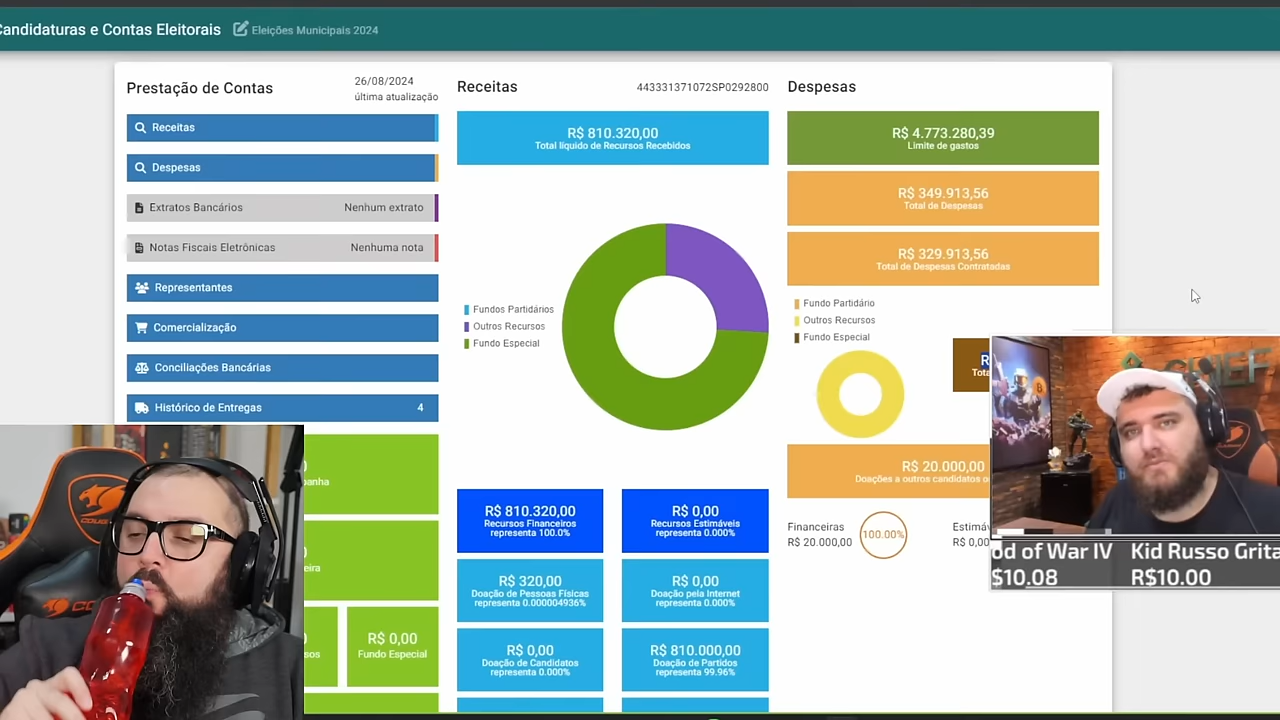 Candidaturas e Contas Eleitorais
Eleições Municipais 2024
Prestação de Contas
26/08/2024
última atualização
Receitas
Despesas
Extratos Bancários
Nenhum extrato
Notas Fiscais Eletrônicas
Nenhuma nota
Representantes
Comercialização
Conciliações Bancárias
Histórico de Entregas
4
R$ 0,00
Fundo Especial
Receitas
443331371072SP0292800
R$ 810.320,00
Total líquido de Recursos Recebidos
Fundos Partidários
Outros Recursos
Fundo Especial
R$ 810.320,00
Recursos Financeiros
representa 100.0%
R$ 0,00
Recursos Estimáveis
representa 0.000%
R$ 320,00
Doação de Pessoas Físicas
representa 0.000004936%
R$ 0,00
Doação pela Internet
representa 0.000%
R$ 0,00
Doação de Candidatos
representa 0.000%
R$ 810.000,00
Doação de Partidos
representa 99.96%
Despesas
R$ 4.773.280,39
Limite de gastos
R$ 349.913,56
Total de Despesas
R$ 329.913,56
Total de Despesas Contratadas
Fundo Partidário
Outros Recursos
Fundo Especial
R$ 20.000,00
Doações a outros candidatos
Financeiras
R$ 20.000,00
100.00%
R$ 0,00
CHIEF
od of War IV
Kid Russo Grita
$10.08
R$10.00